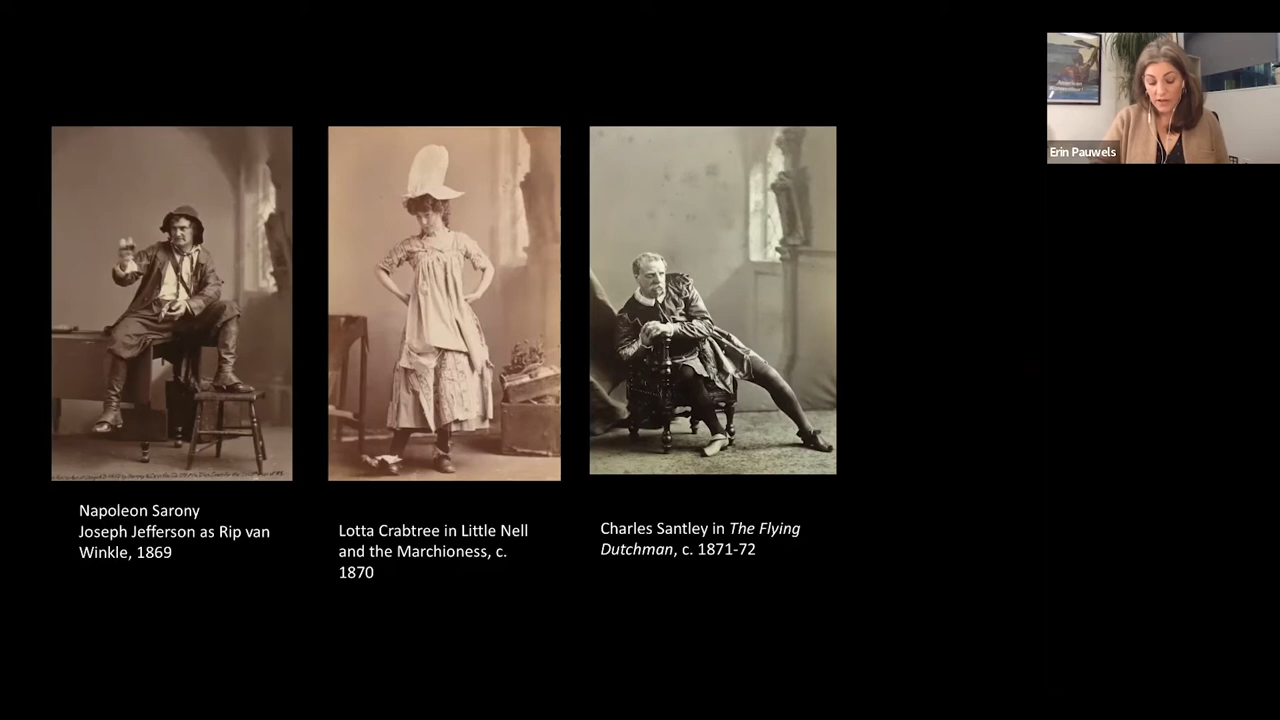 Erin Pauwels
Napoleon Sarony
Joseph Jefferson as Rip van
Winkle, 1869
Lotta Crabtree in Little Nell
and the Marchioness, c.
1870
Charles Santley in The Flying
Dutchman, c. 1871-72